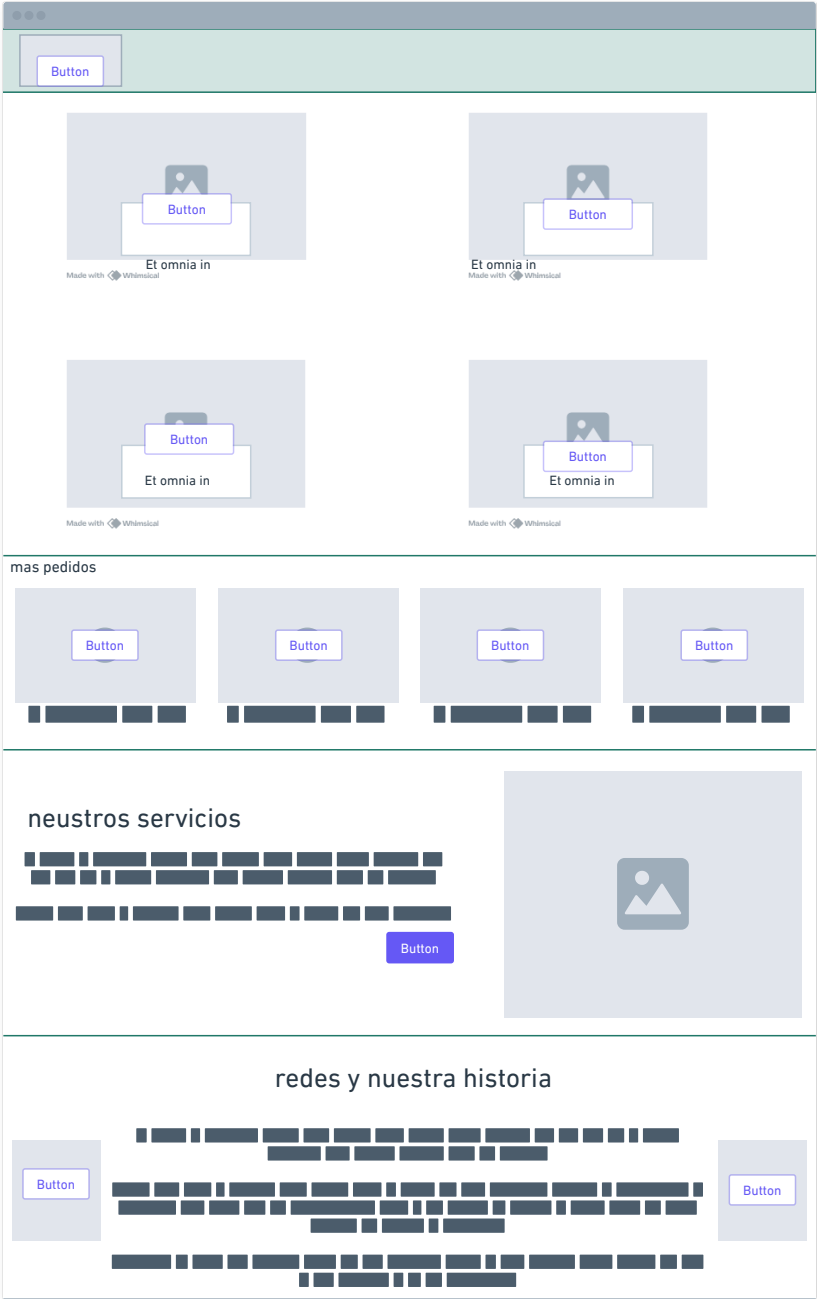 Button
Button
Button
Et omnia in
Et omnia in
Made with Whimsical
Made with Whimsical
Button
Button
Et omnia in
Et omnia in
Made with Whimsical
Made with Whimsical
mas pedidos
Button
Button
Button
Button
neustros servicios
Button
redes y nuestra historia
Button
Button